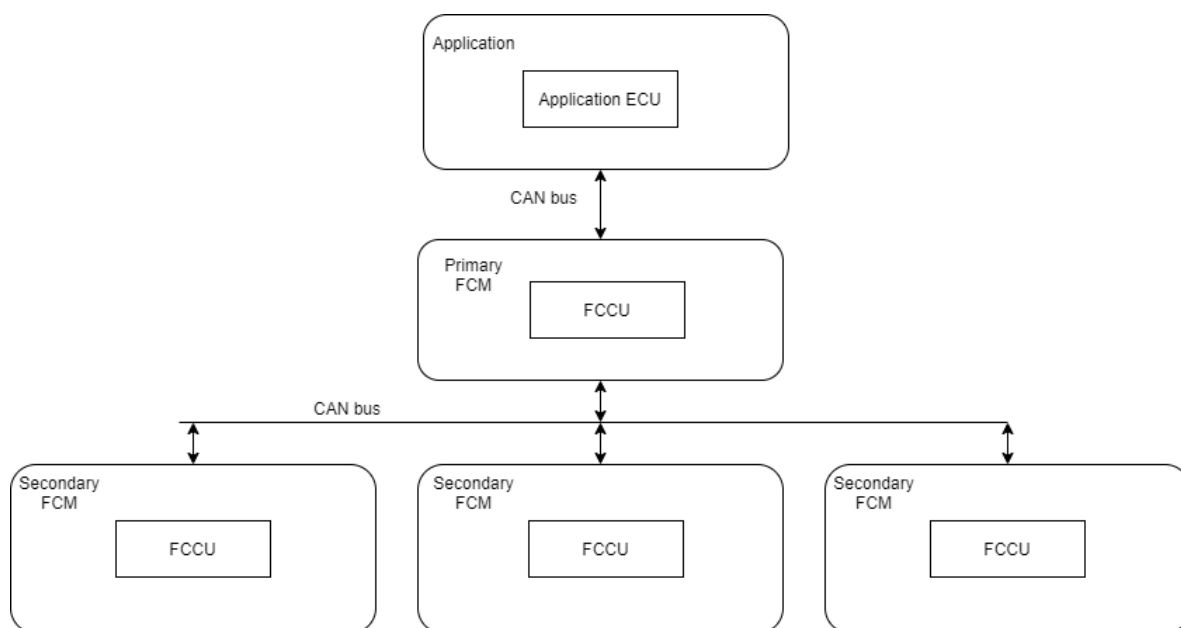 Application
Application ECU
CAN bus
Primary
FCM
FCCU
CAN bus
Secondary
FCM
FCCU
Secondary
FCM
FCCU
Secondary
FCM
FCCU